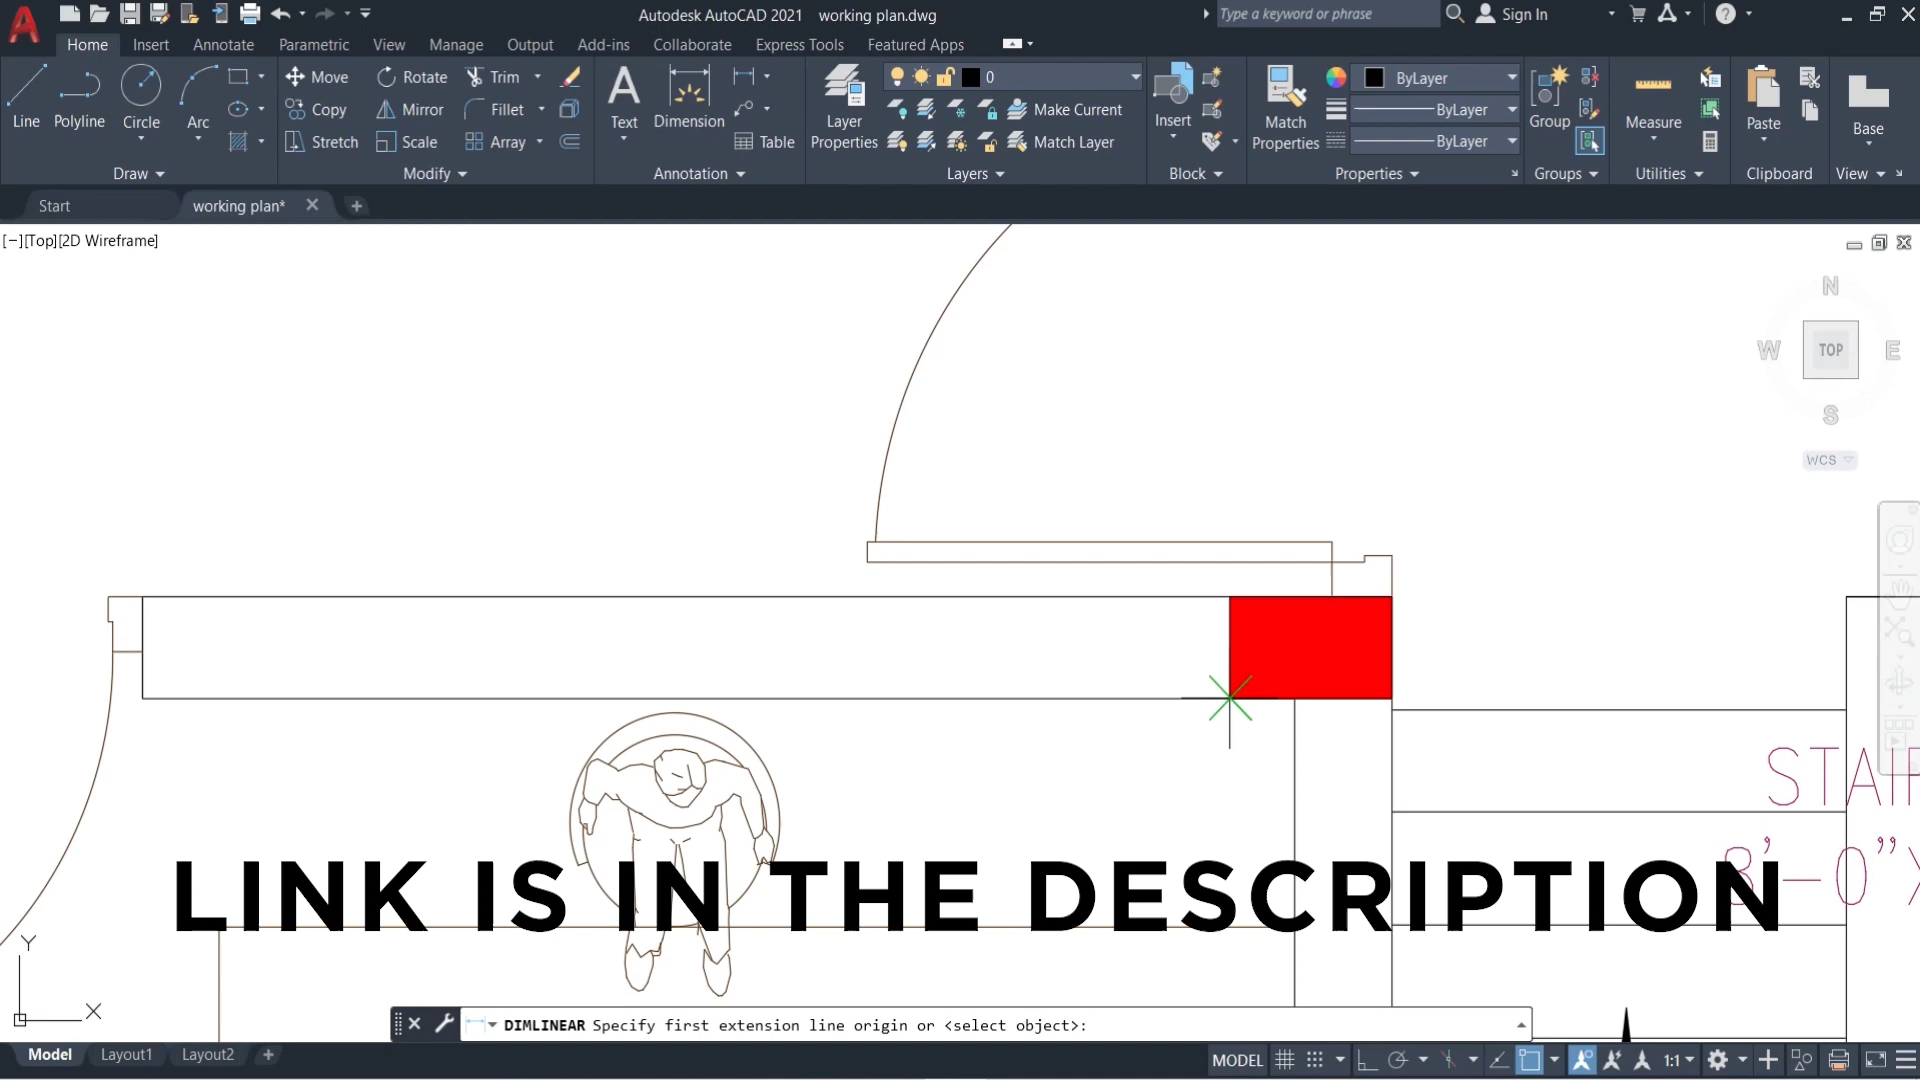 Autodesk AutoCAD 2021 working plan.dwg
Type a keyword or phrase
Sign In
Home Insert Annotate Parametric View Manage Output Add-ins Collaborate Express Tools Featured Apps
Line Polyline Circle Arc
Move Rotate Trim
Copy Mirror Fillet
Stretch Scale Array
Text Dimension Table
Layer Properties
0
Make Current
Match Layer
Insert
Match Properties
ByLayer
ByLayer
ByLayer
Group
Measure
Paste
Base
Draw Modify Annotation Layers Block Properties Groups Utilities Clipboard View
Start working plan*
[−][Top][2D Wireframe]
N
W TOP E
S
WCS
8'-0"
LINK IS IN THE DESCRIPTION
Y
X
DIMLINEAR Specify first extension line origin or <select object>:
Model Layout1 Layout2
MODEL 1:1